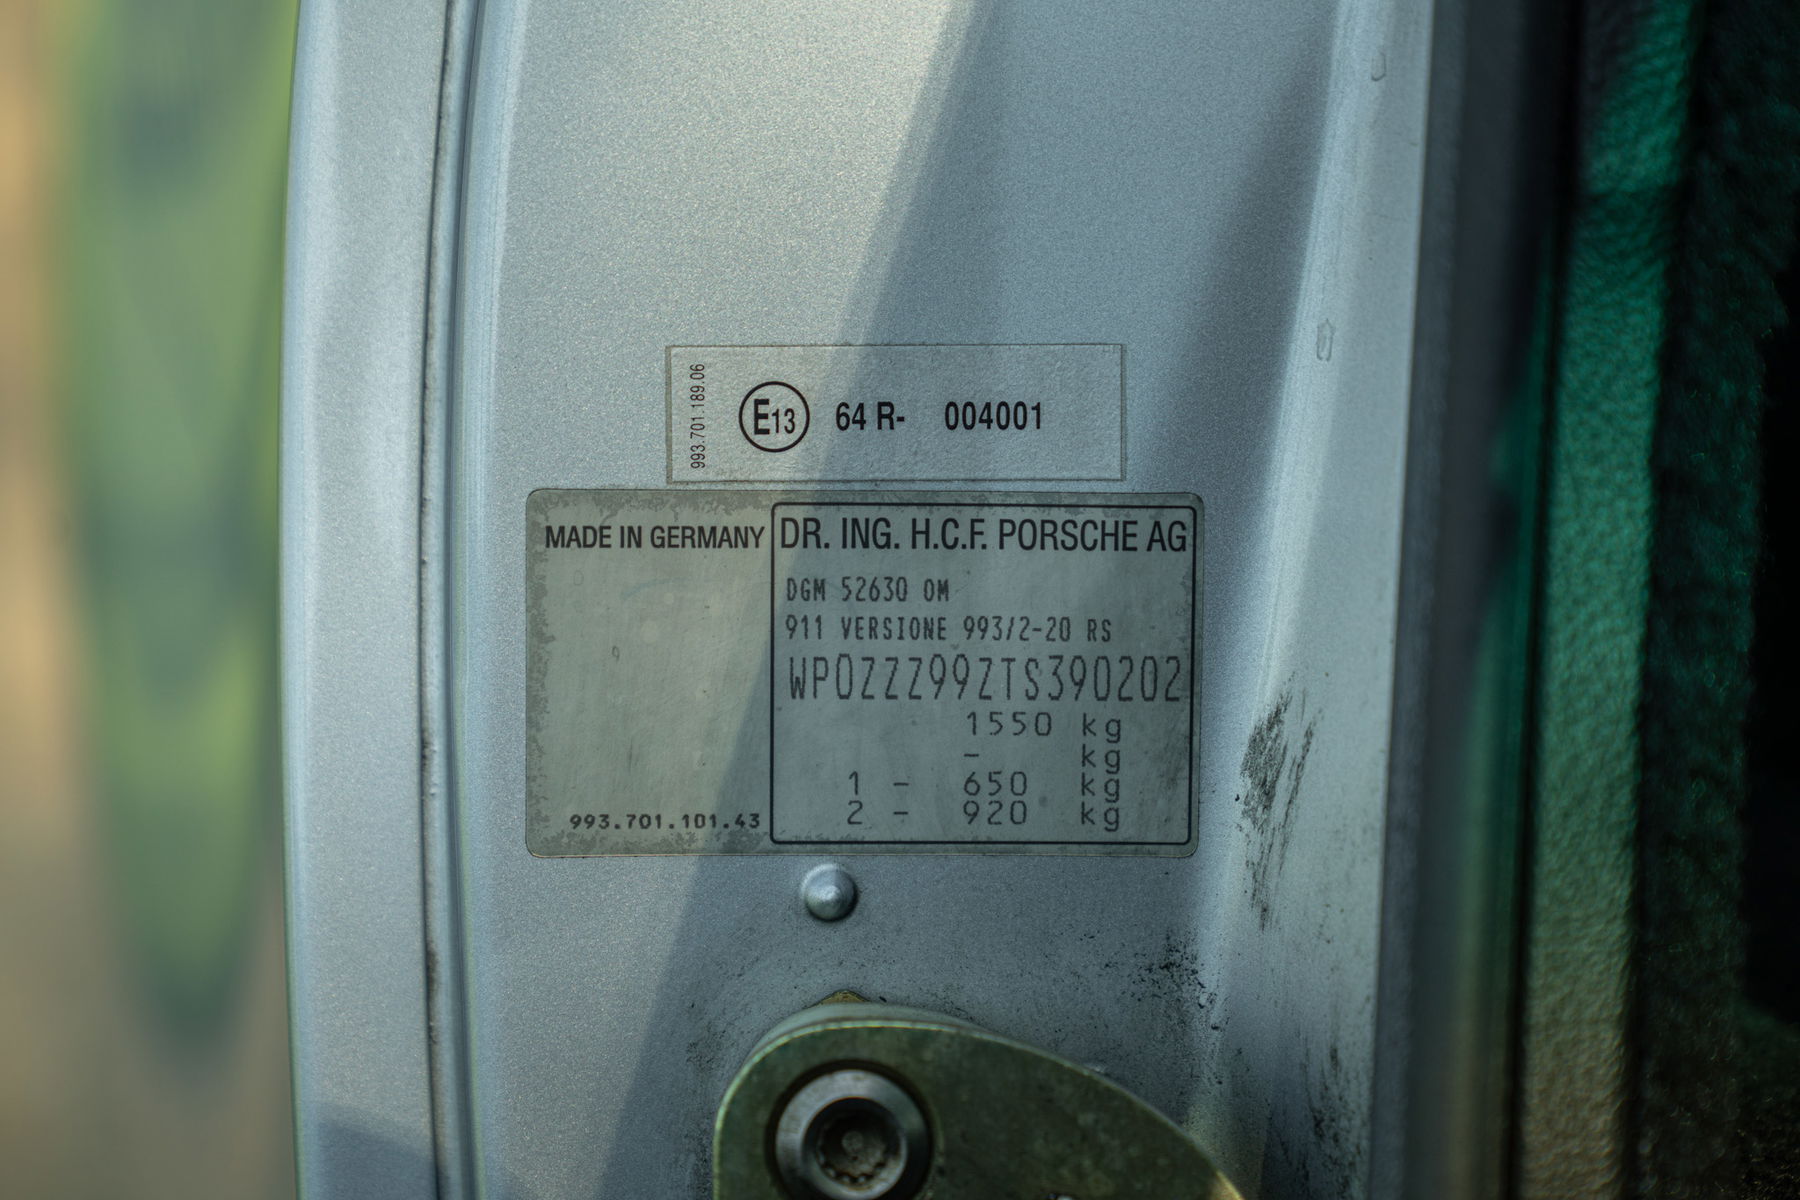 993.701.189.06
E13 64 R- 004001
MADE IN GERMANY
DR. ING. H.C.F. PORSCHE AG
DGM 52630 OM
911 VERSIONE 993/2-20 RS
WP0ZZZ99ZTS390202
1550 kg
- kg
1 - 650 kg
2 - 920 kg
993.701.101.43